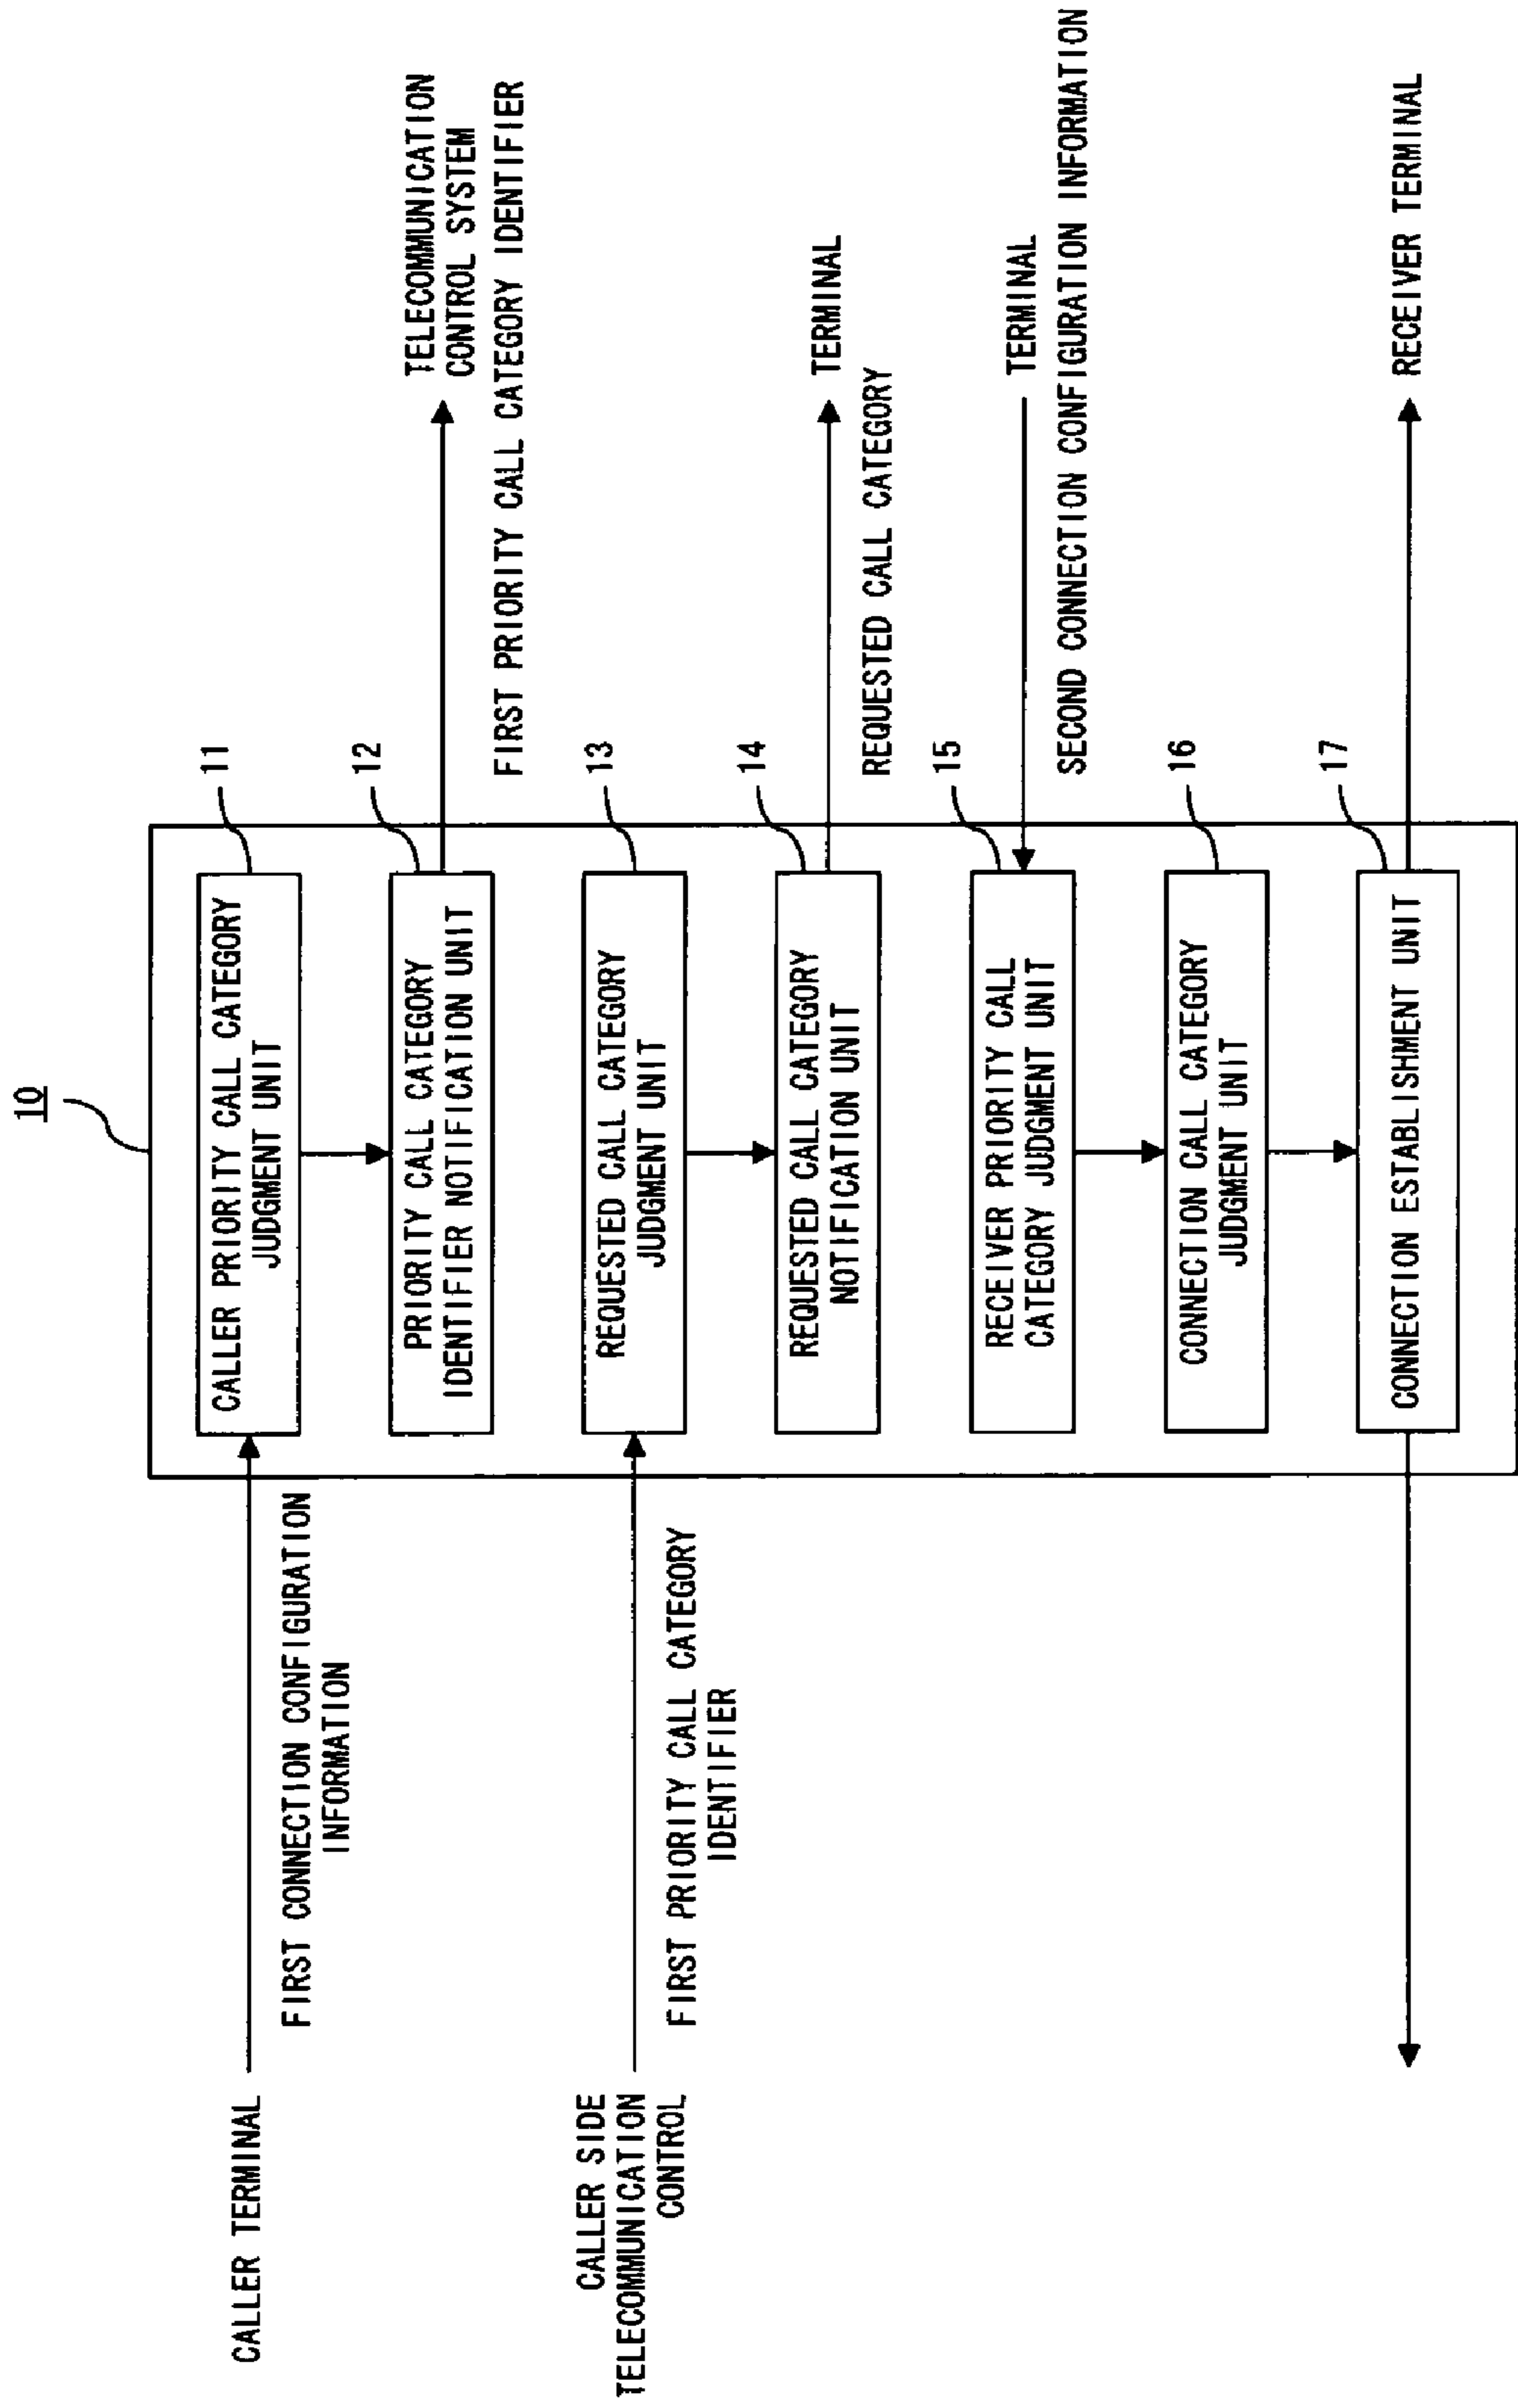 10
CALLER TERMINAL
FIRST CONNECTION CONFIGURATION
INFORMATION
CALLER PRIORITY CALL CATEGORY
JUDGMENT UNIT
11
PRIORITY CALL CATEGORY
IDENTIFIER NOTIFICATION UNIT
12
TELECOMMUNICATION
CONTROL SYSTEM
FIRST PRIORITY CALL CATEGORY IDENTIFIER
CALLER SIDE
TELECOMMUNICATION
CONTROL
FIRST PRIORITY CALL CATEGORY
IDENTIFIER
REQUESTED CALL CATEGORY
JUDGMENT UNIT
13
REQUESTED CALL CATEGORY
NOTIFICATION UNIT
14
TERMINAL
REQUESTED CALL CATEGORY
RECEIVER PRIORITY CALL
CATEGORY JUDGMENT UNIT
15
TERMINAL
SECOND CONNECTION CONFIGURATION INFORMATION
CONNECTION CALL CATEGORY
JUDGMENT UNIT
16
CONNECTION ESTABLISHMENT UNIT
17
RECEIVER TERMINAL